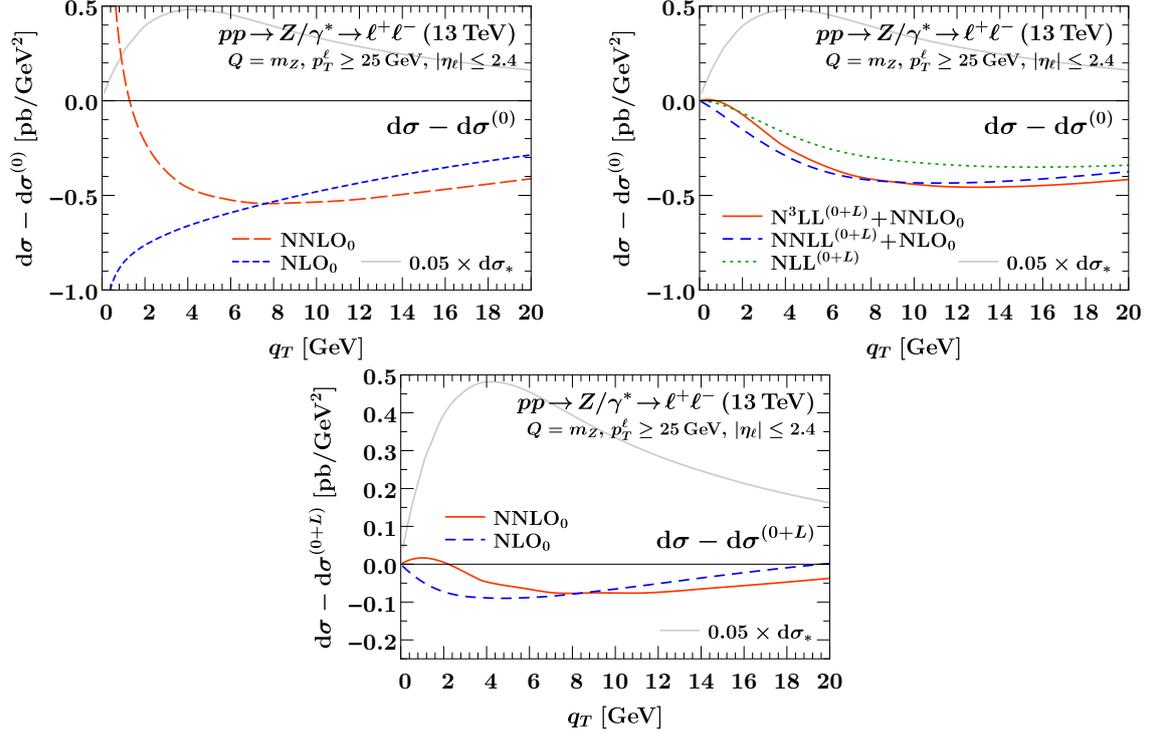 0.5
0.0
−0.5
−1.0
dσ − dσ⁽⁰⁾ [pb/GeV²]
pp → Z/γ* → ℓ⁺ℓ⁻ (13 TeV)
Q = m_Z, p_T^ℓ ≥ 25 GeV, |η_ℓ| ≤ 2.4
dσ − dσ⁽⁰⁾
NNLO₀
NLO₀
0.05 × dσ_*
0 2 4 6 8 10 12 14 16 18 20
q_T [GeV]
0.5
0.0
−0.5
−1.0
dσ − dσ⁽⁰⁾ [pb/GeV²]
pp → Z/γ* → ℓ⁺ℓ⁻ (13 TeV)
Q = m_Z, p_T^ℓ ≥ 25 GeV, |η_ℓ| ≤ 2.4
dσ − dσ⁽⁰⁾
N³LL^(0+L)+NNLO₀
NNLL^(0+L)+NLO₀
NLL^(0+L)
0.05 × dσ_*
0 2 4 6 8 10 12 14 16 18 20
q_T [GeV]
0.5
0.4
0.3
0.2
0.1
0.0
−0.1
−0.2
dσ − dσ^(0+L) [pb/GeV²]
pp → Z/γ* → ℓ⁺ℓ⁻ (13 TeV)
Q = m_Z, p_T^ℓ ≥ 25 GeV, |η_ℓ| ≤ 2.4
NNLO₀
NLO₀
dσ − dσ^(0+L)
0.05 × dσ_*
0 2 4 6 8 10 12 14 16 18 20
q_T [GeV]